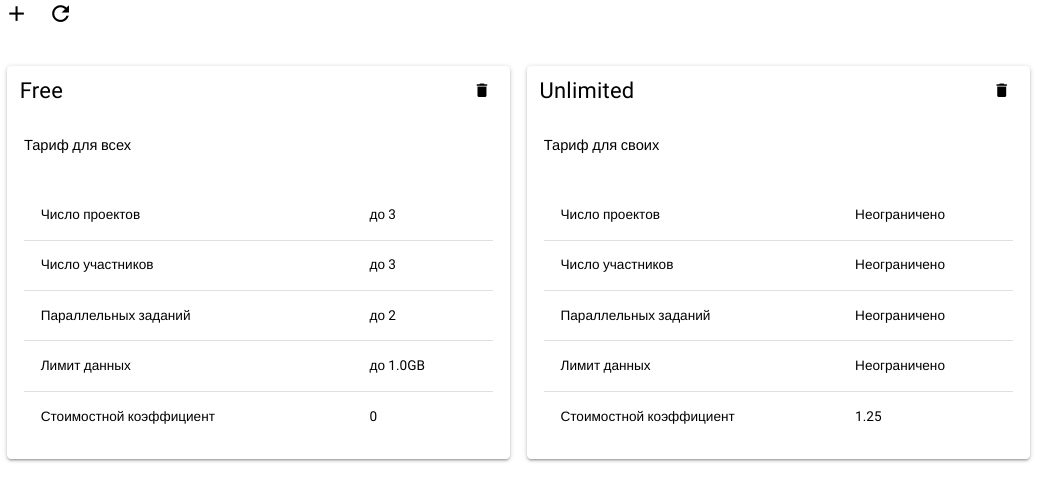 Free
Тариф для всех
Число проектов до 3
Число участников до 3
Параллельных заданий до 2
Лимит данных до 1.0GB
Стоимостной коэффициент 0
Unlimited
Тариф для своих
Число проектов Неограничено
Число участников Неограничено
Параллельных заданий Неограничено
Лимит данных Неограничено
Стоимостной коэффициент 1.25